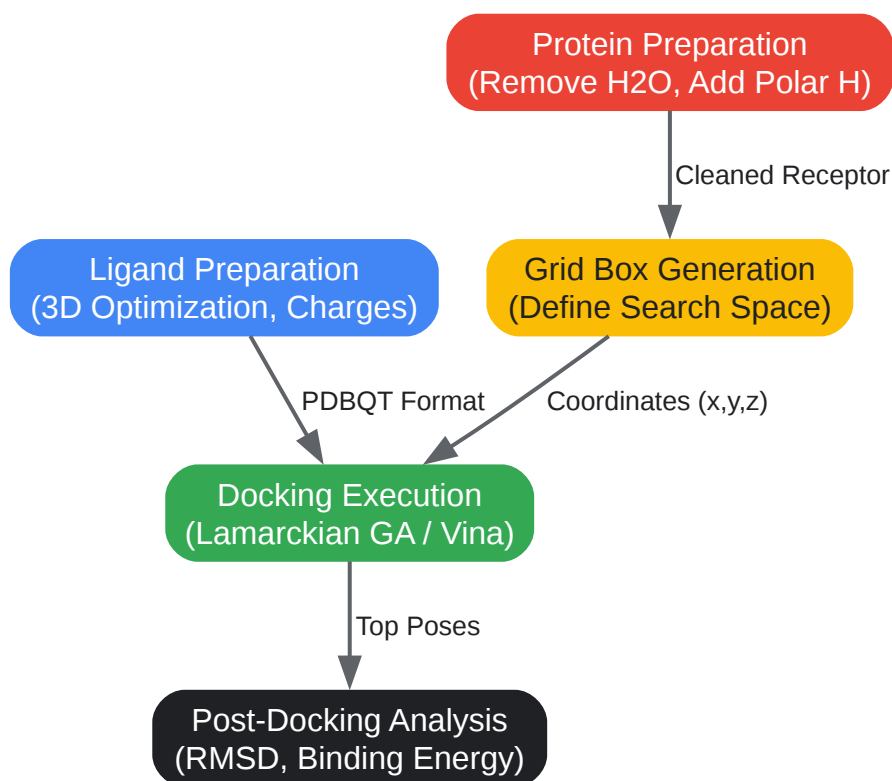 Protein Preparation
(Remove H2O, Add Polar H)
Cleaned Receptor
Ligand Preparation
(3D Optimization, Charges)
Grid Box Generation
(Define Search Space)
PDBQT Format
Coordinates (x,y,z)
Docking Execution
(Lamarckian GA / Vina)
Top Poses
Post-Docking Analysis
(RMSD, Binding Energy)